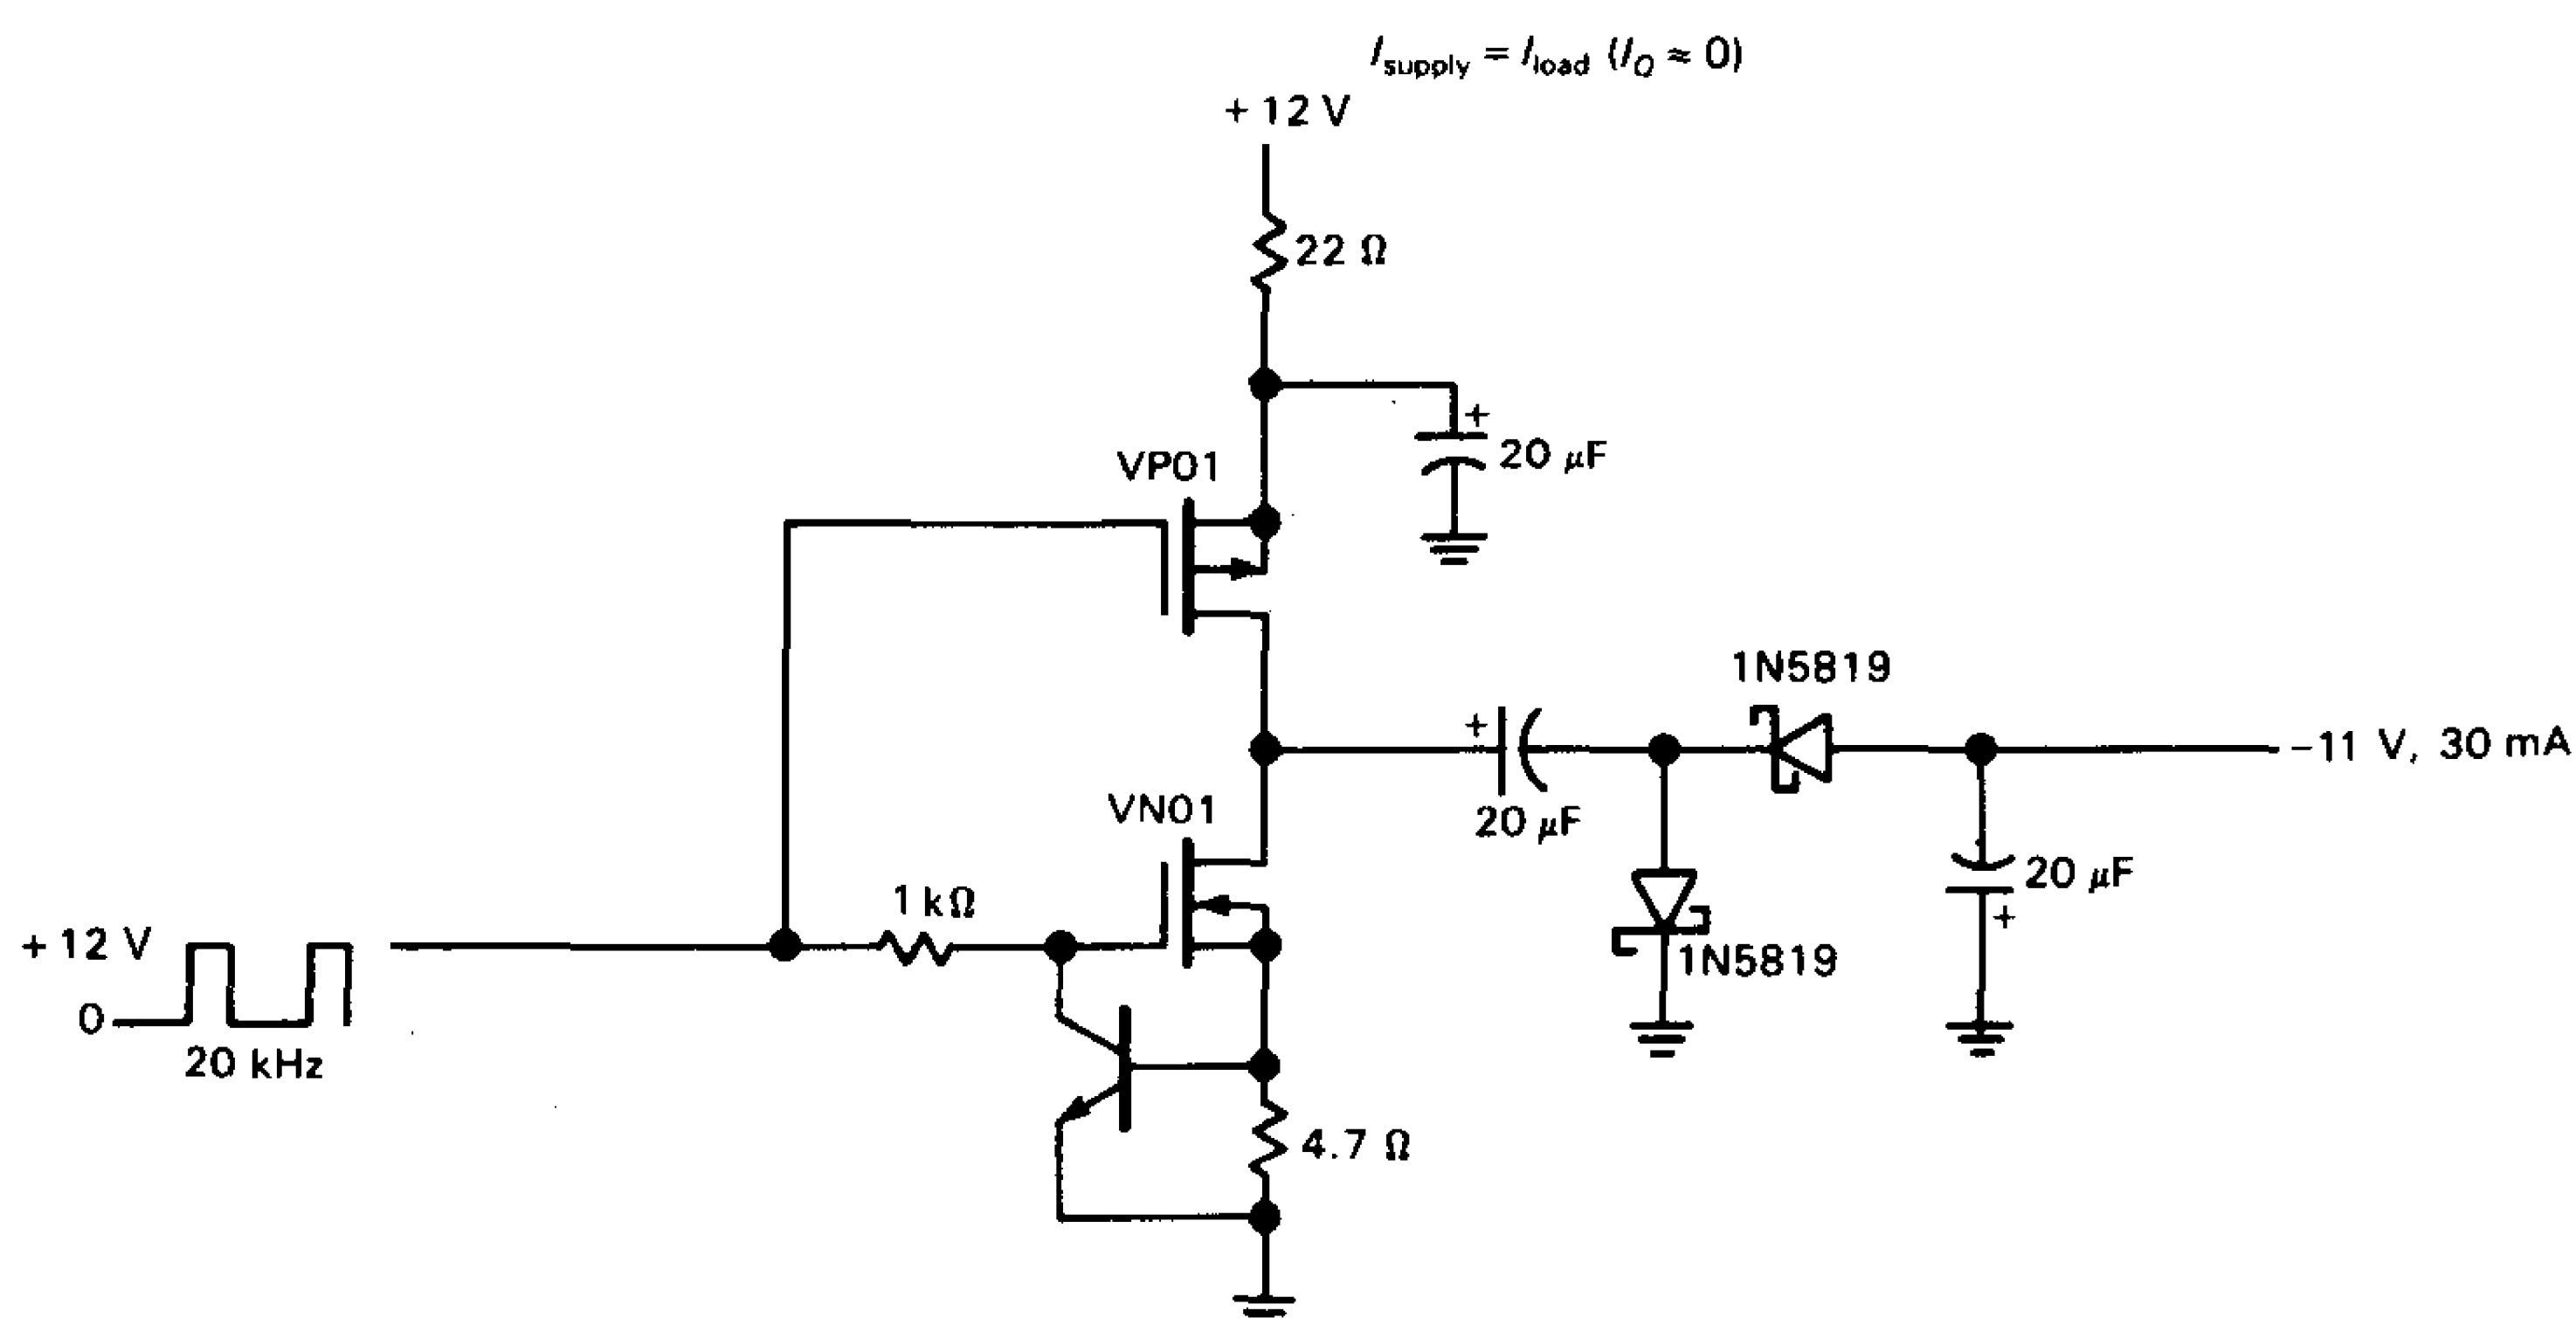 I_supply = I_load (I_Q ≈ 0)
+ 12 V
22 Ω
+
20 μF
VP01
1N5819
+
20 μF
−11 V, 30 mA
VN01
1 kΩ
20 μF
+
+ 12 V
0
20 kHz
1N5819
4.7 Ω